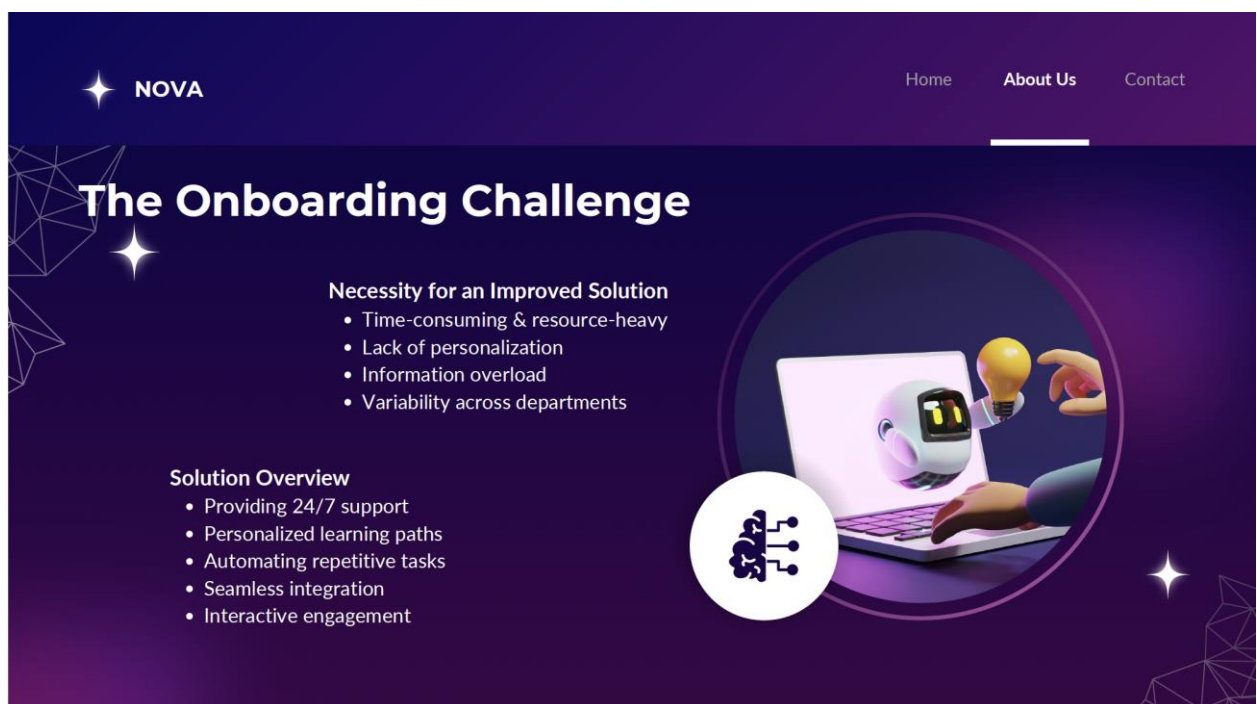 NOVA
Home
About Us
Contact
The Onboarding Challenge
Necessity for an Improved Solution
• Time-consuming & resource-heavy
• Lack of personalization
• Information overload
• Variability across departments
Solution Overview
• Providing 24/7 support
• Personalized learning paths
• Automating repetitive tasks
• Seamless integration
• Interactive engagement